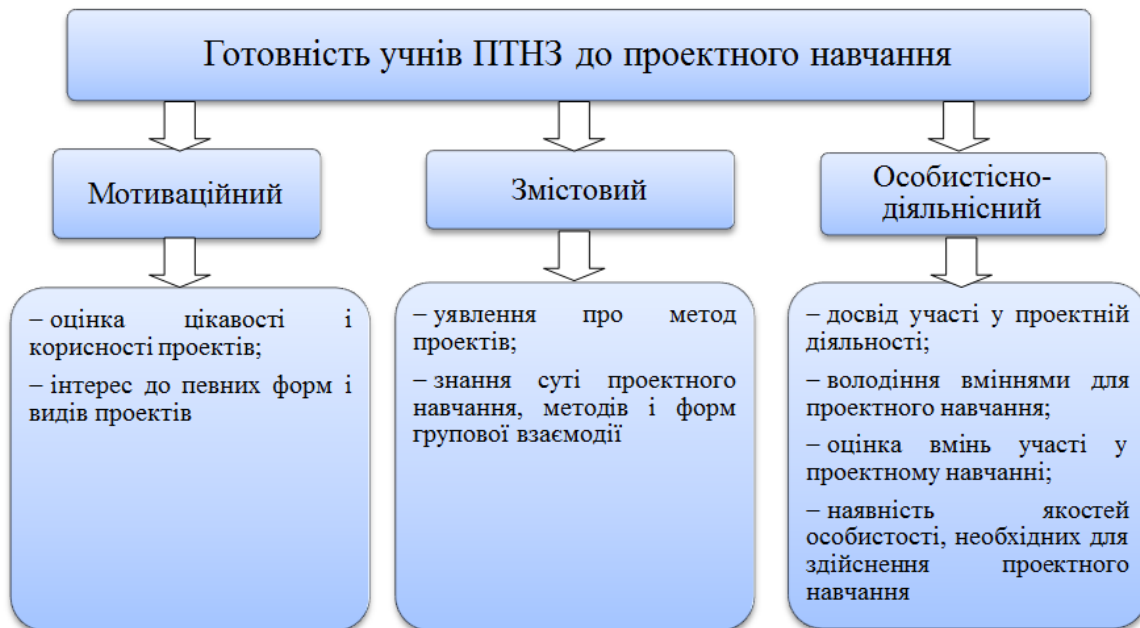 Готовність учнів ПТНЗ до проектного навчання
Мотиваційний
Змістовий
Особистісно-
діяльнісний
– оцінка цікавості і
корисності проектів;
– інтерес до певних форм і
видів проектів
– уявлення про метод
проектів;
– знання суті проектного
навчання, методів і форм
групової взаємодії
– досвід участі у проектній
діяльності;
– володіння вміннями для
проектного навчання;
– оцінка вмінь участі у
проектному навчанні;
– наявність якостей
особистості, необхідних для
здійснення проектного
навчання